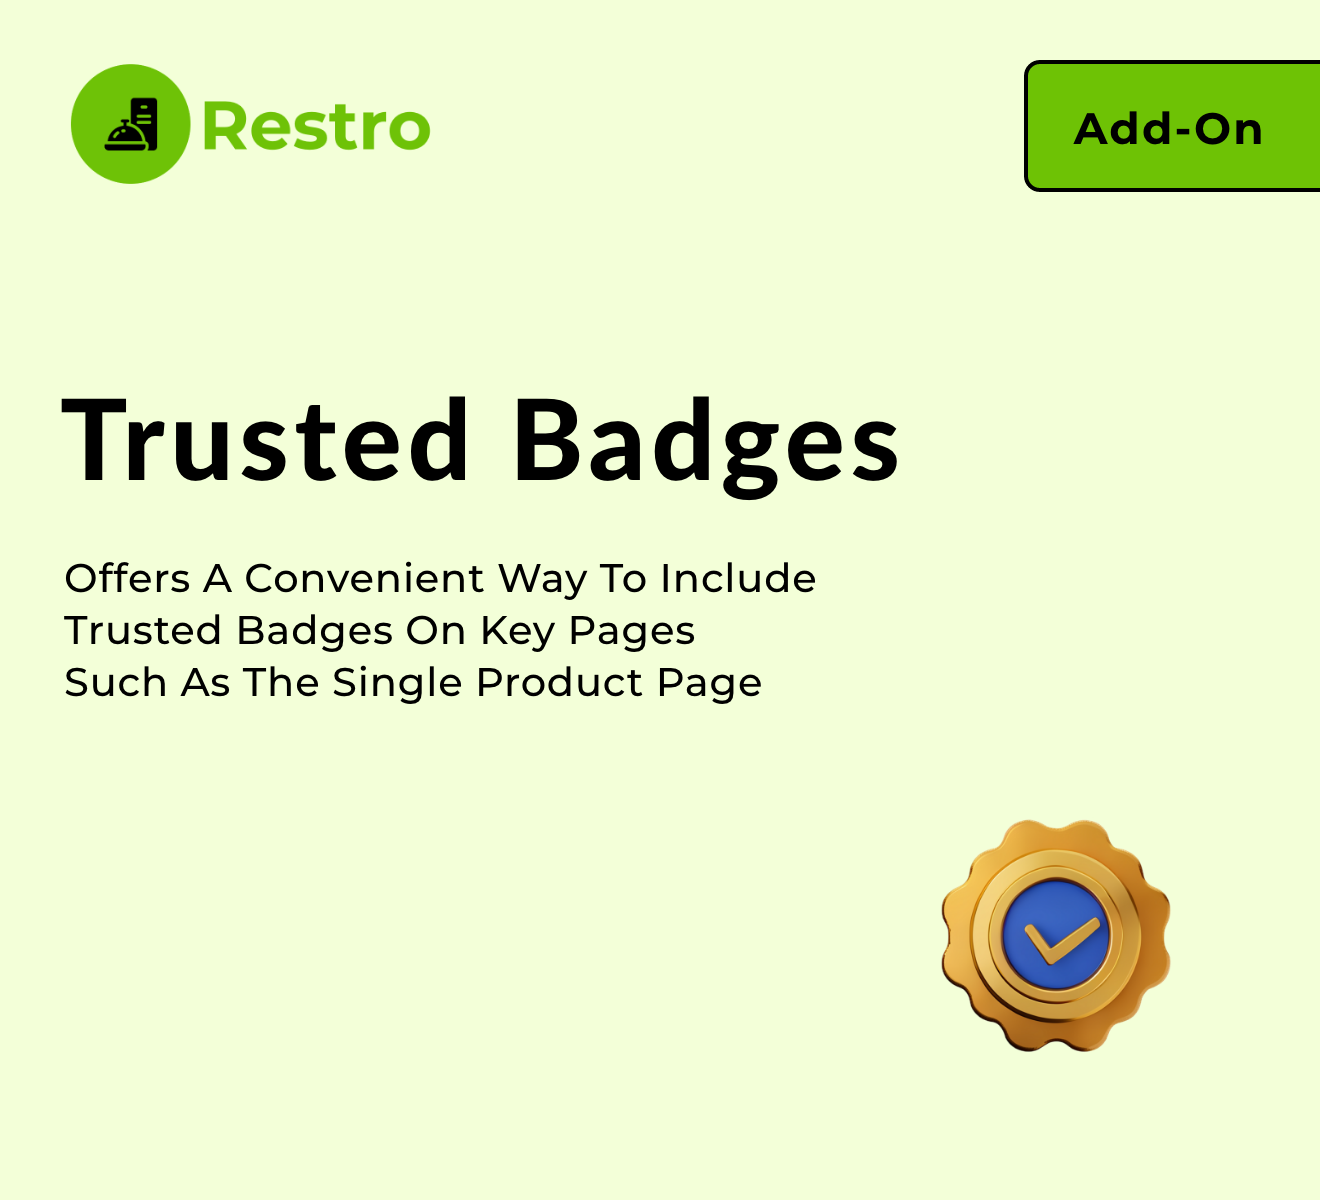 Restro
Add-On
Trusted Badges
Offers A Convenient Way To Include
Trusted Badges On Key Pages
Such As The Single Product Page